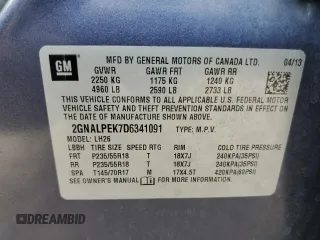 GM
MFD BY GENERAL MOTORS OF CANADA LTD. 04/13
GVWR GAWR FRT GAWR RR
2250 KG 1175 KG 1240 KG
4960 LB 2590 LB 2733 LB
THIS VEHICLE CONFORMS TO ALL APPLICABLE U.S. FEDERAL MOTOR
VEHICLE SAFETY AND THEFT PREVENTION
STANDARDS IN EFFECT ON THE DATE OF
MANUFACTURE SHOWN ABOVE.
2GNALPEK7D6341091 TYPE: M.P.V.
MODEL: LH26
LBBH TIRE SIZE SPEED RTG RIM COLD TIRE PRESSURE
FRT P235/55R18 T 18X7J 240KPA(35PSI)
RR P235/55R18 T 18X7J 240KPA(35PSI)
SPA T145/70R17 M 17X4.5T 420KPA(60PSI)
SEE OWNER'S MANUAL FOR ADDITIONAL INFORMATION.
DREAMBID